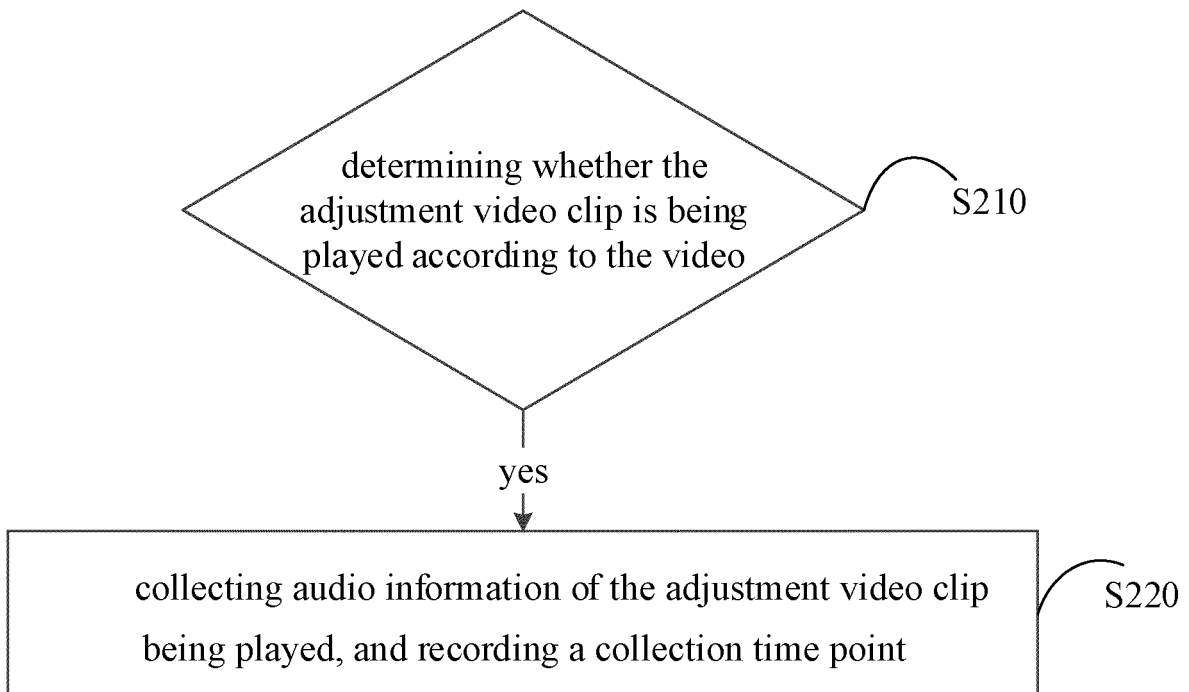 determining whether the
adjustment video clip is being
played according to the video
S210
yes
collecting audio information of the adjustment video clip
being played, and recording a collection time point
S220